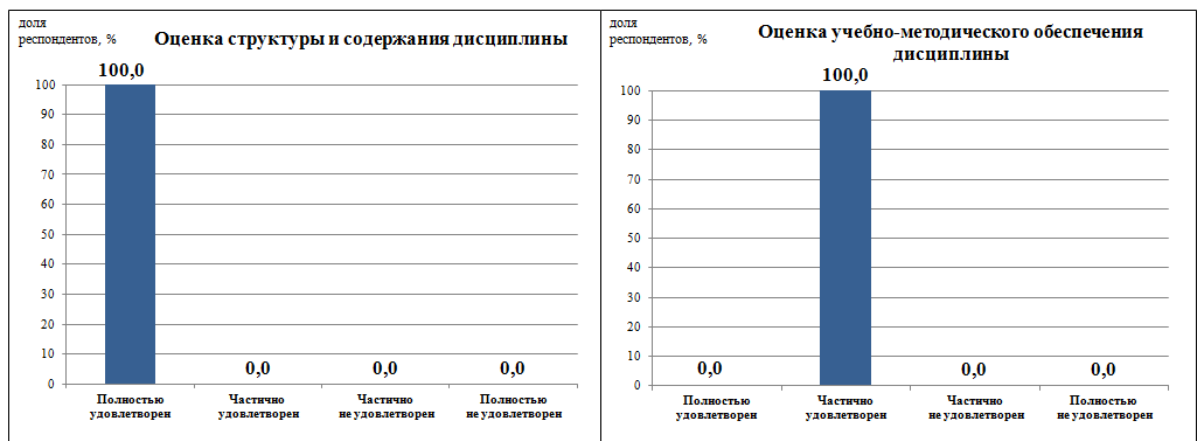 доля
респондентов, %
Оценка структуры и содержания дисциплины
100,0
100
90
80
70
60
50
40
30
20
10
0
0,0
0,0
0,0
Полностью
удовлетворен
Частично
удовлетворен
Частично
не удовлетворен
Полностью
не удовлетворен
доля
респондентов, %
Оценка учебно-методического обеспечения
дисциплины
100,0
100
90
80
70
60
50
40
30
20
10
0
0,0
0,0
0,0
Полностью
удовлетворен
Частично
удовлетворен
Частично
не удовлетворен
Полностью
не удовлетворен